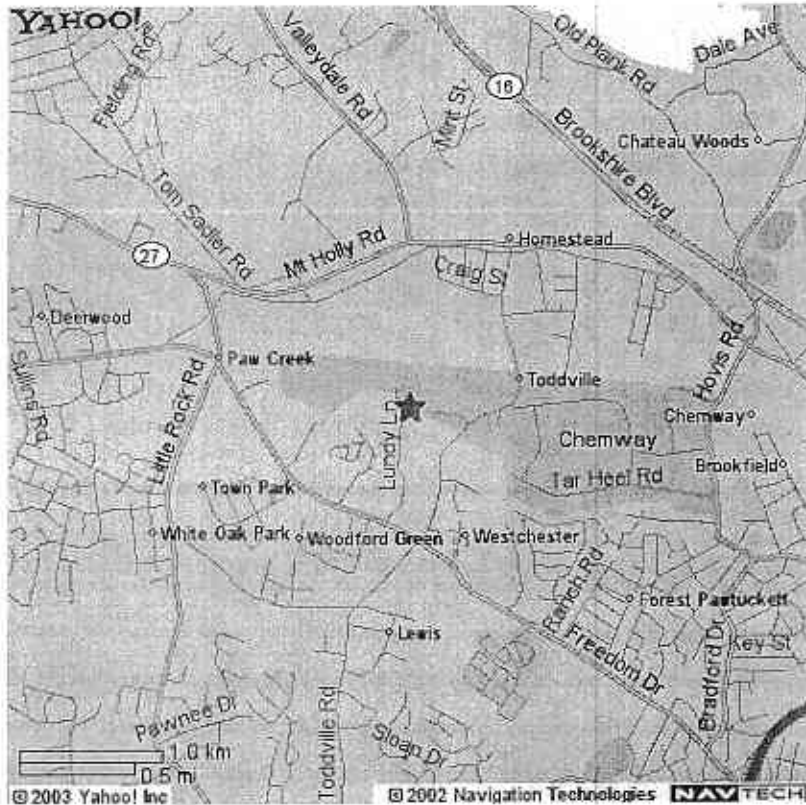 YAHOO!
Fielding Rd
Valleydale Rd
Mint St
16
Old Plank Rd
Dale Ave
Brookshire Blvd
Chateau Woods
Tom Sadler Rd
27
Mt Holly Rd
Homestead
Craig St
Deerwood
Paw Creek
Hovis Rd
Sullins Rd
Little Rock Rd
Toddville
Lundy Ln
Chemway
Chemway
Tar Heel Rd
Brookfield
Town Park
White Oak Park
Woodford Green
Westchester
Ranch Rd
Forest Pawtuckett
Lewis
Freedom Dr
Bradford Dr
Key St
Pawnee Dr
Toddville Rd
Sloan Dr
1.0 km
0.5 mi
© 2003 Yahoo! Inc
© 2002 Navigation Technologies
NAVTECH